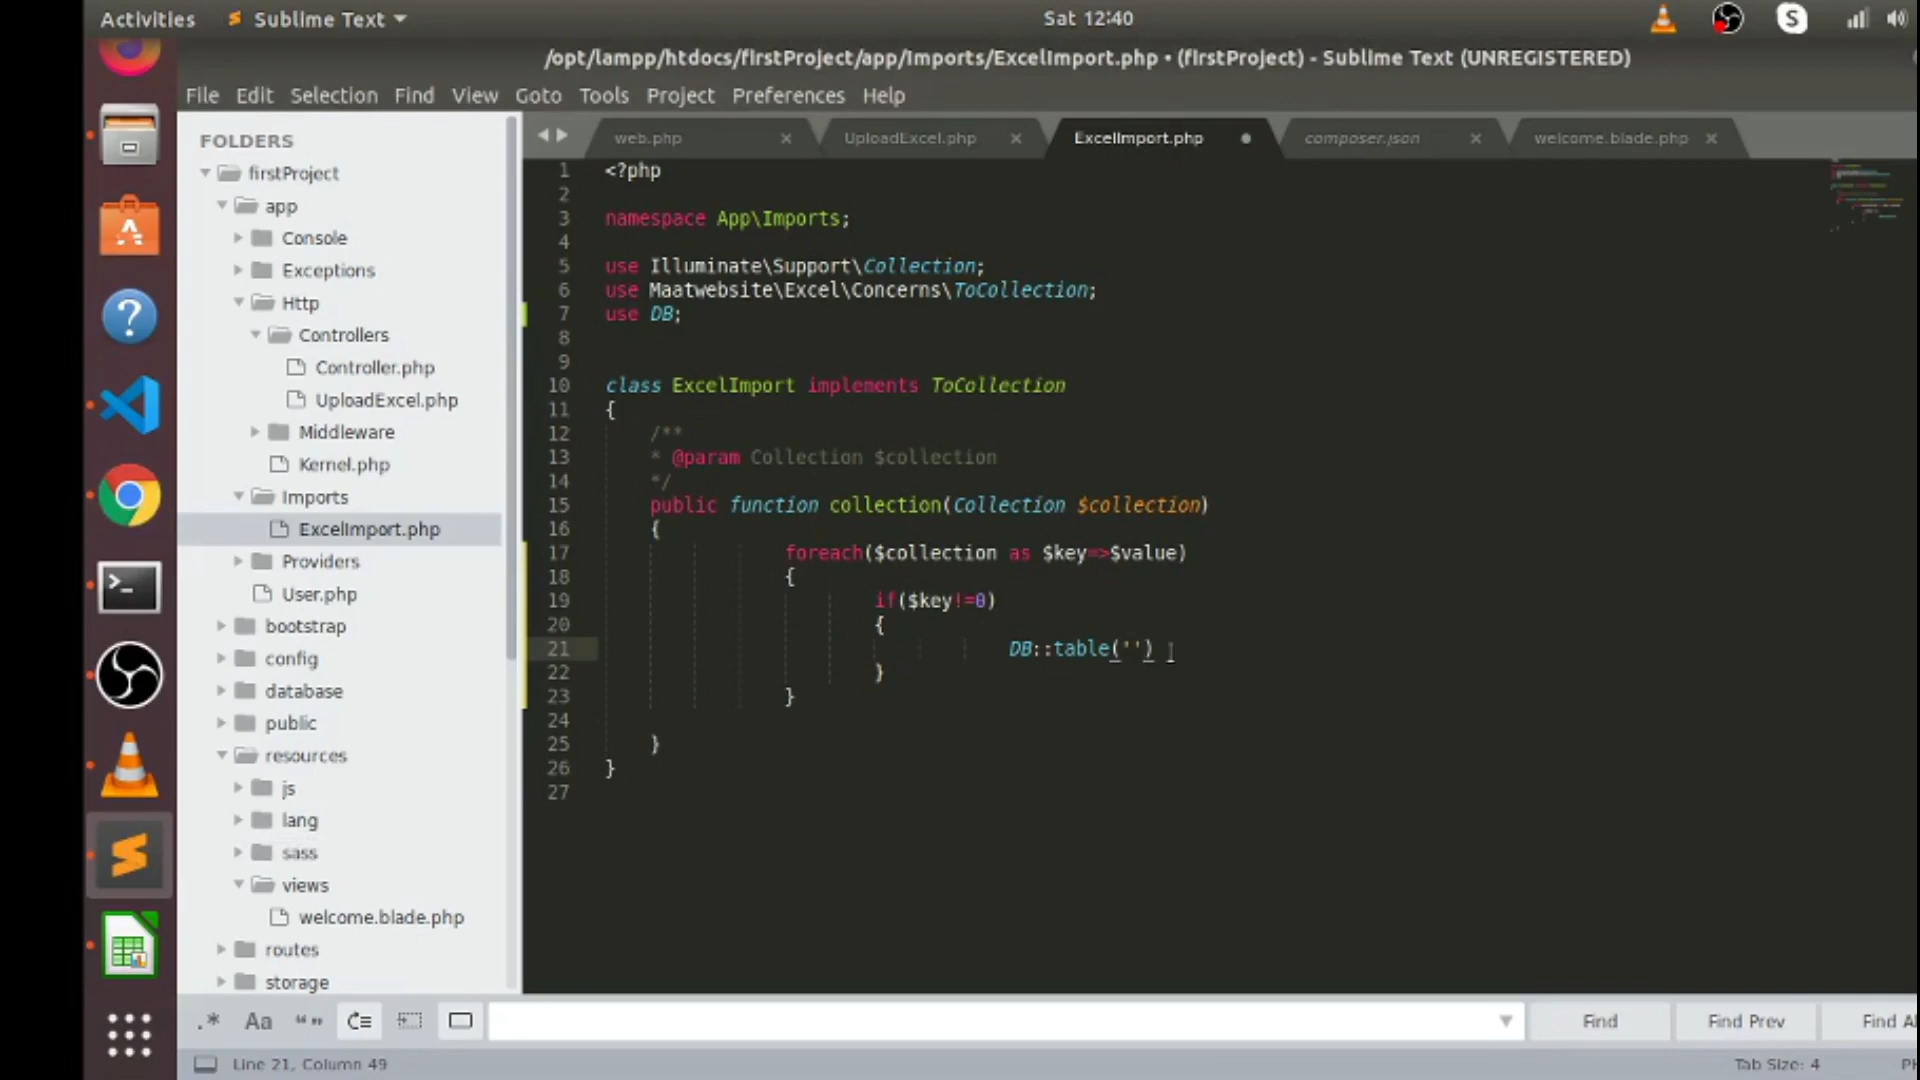 Activities Sublime Text Sat 12:40
/opt/lampp/htdocs/firstProject/app/Imports/ExcelImport.php • (firstProject) - Sublime Text (UNREGISTERED)
File Edit Selection Find View Goto Tools Project Preferences Help
FOLDERS
firstProject
app
Console
Exceptions
Http
Controllers
Controller.php
UploadExcel.php
Middleware
Kernel.php
Imports
ExcelImport.php
Providers
User.php
bootstrap
config
database
public
resources
js
lang
sass
views
welcome.blade.php
routes
storage
web.php UploadExcel.php ExcelImport.php composer.json welcome.blade.php
1 <?php
2
3 namespace App\Imports;
4
5 use Illuminate\Support\Collection;
6 use Maatwebsite\Excel\Concerns\ToCollection;
7 use DB;
8
9
10 class ExcelImport implements ToCollection
11 {
12 /**
13 * @param Collection $collection
14 */
15 public function collection(Collection $collection)
16 {
17 foreach($collection as $key=>$value)
18 {
19 if($key!=0)
20 {
21 DB::table('')
22 }
23 }
24
25 }
26 }
27
.* Aa “” Find Find Prev Find Al
Line 21, Column 49 Tab Size: 4 P